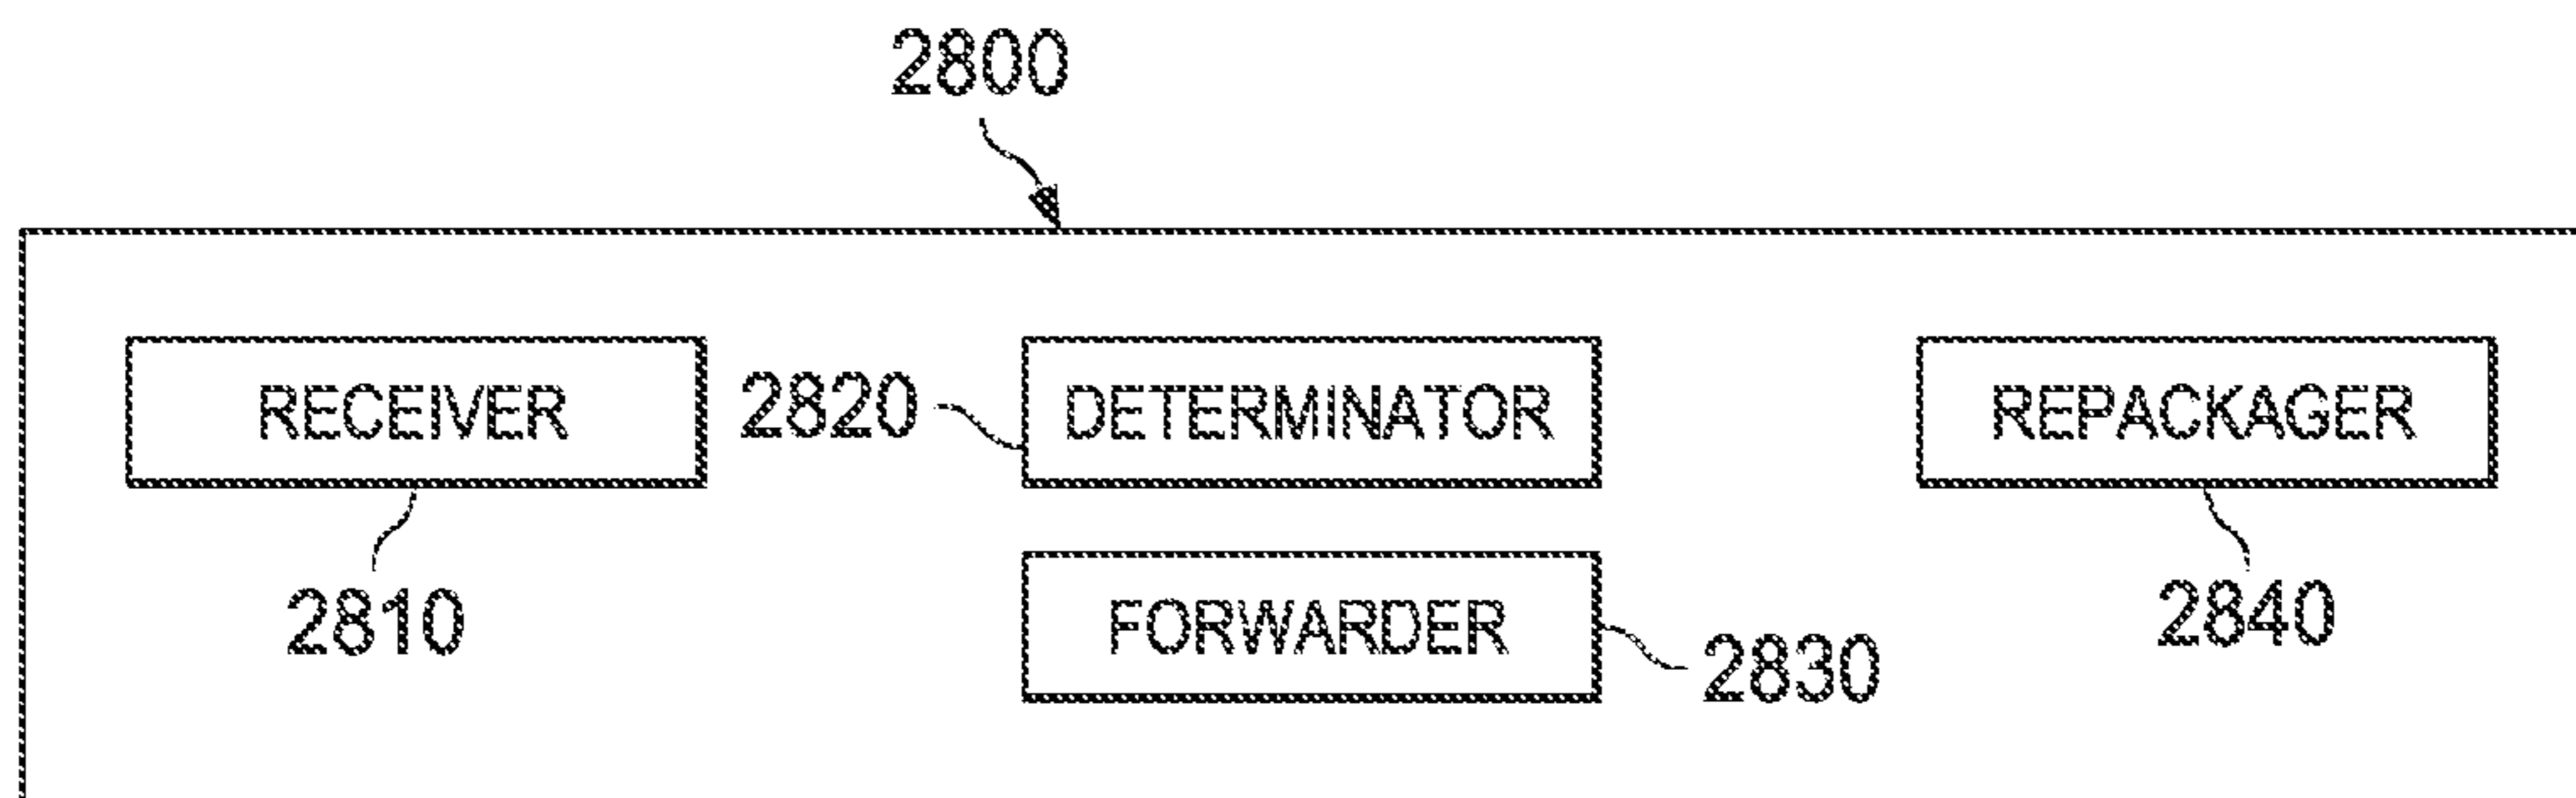 2800
RECEIVER
2820
DETERMINATOR
REPACKAGER
2810
FORWARDER
2830
2840